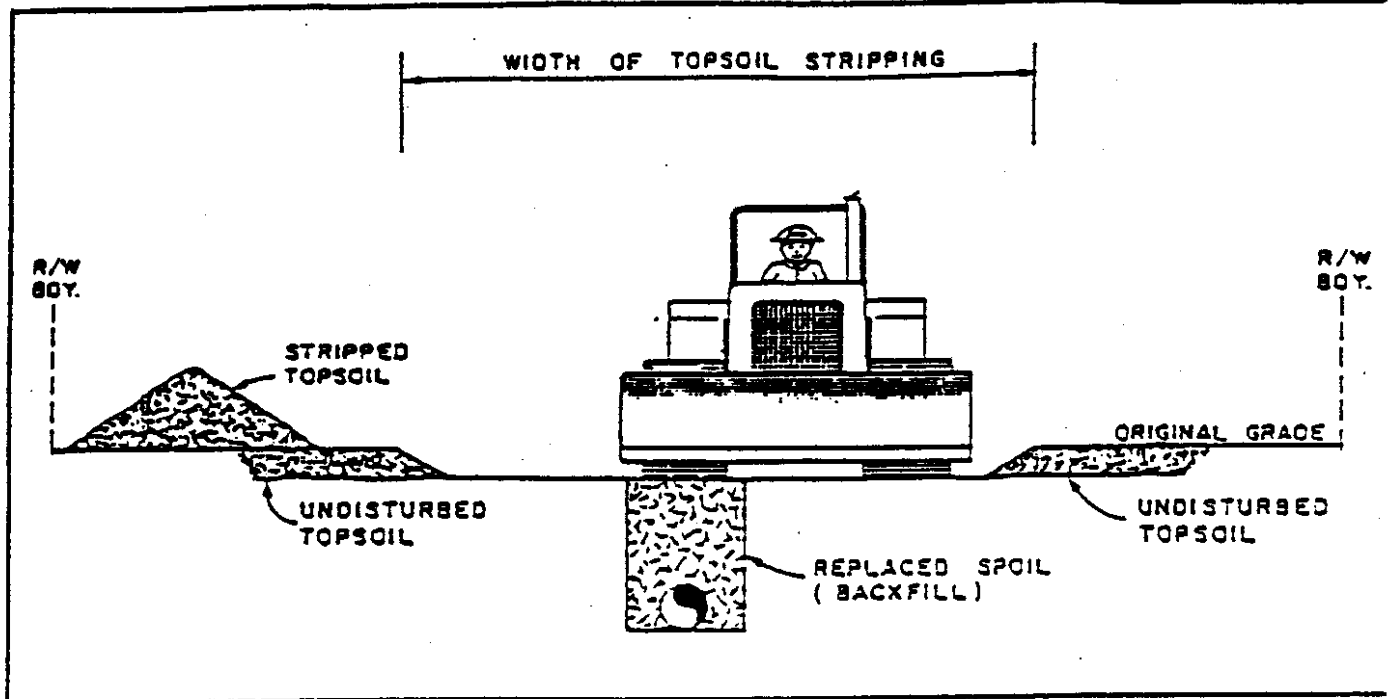 WIDTH OF TOPSOIL STRIPPING
R/W
BDY.
R/W
BDY.
STRIPPED
TOPSOIL
ORIGINAL GRADE
UNDISTURBED
TOPSOIL
UNDISTURBED
TOPSOIL
REPLACED SPOIL
(BACKFILL)